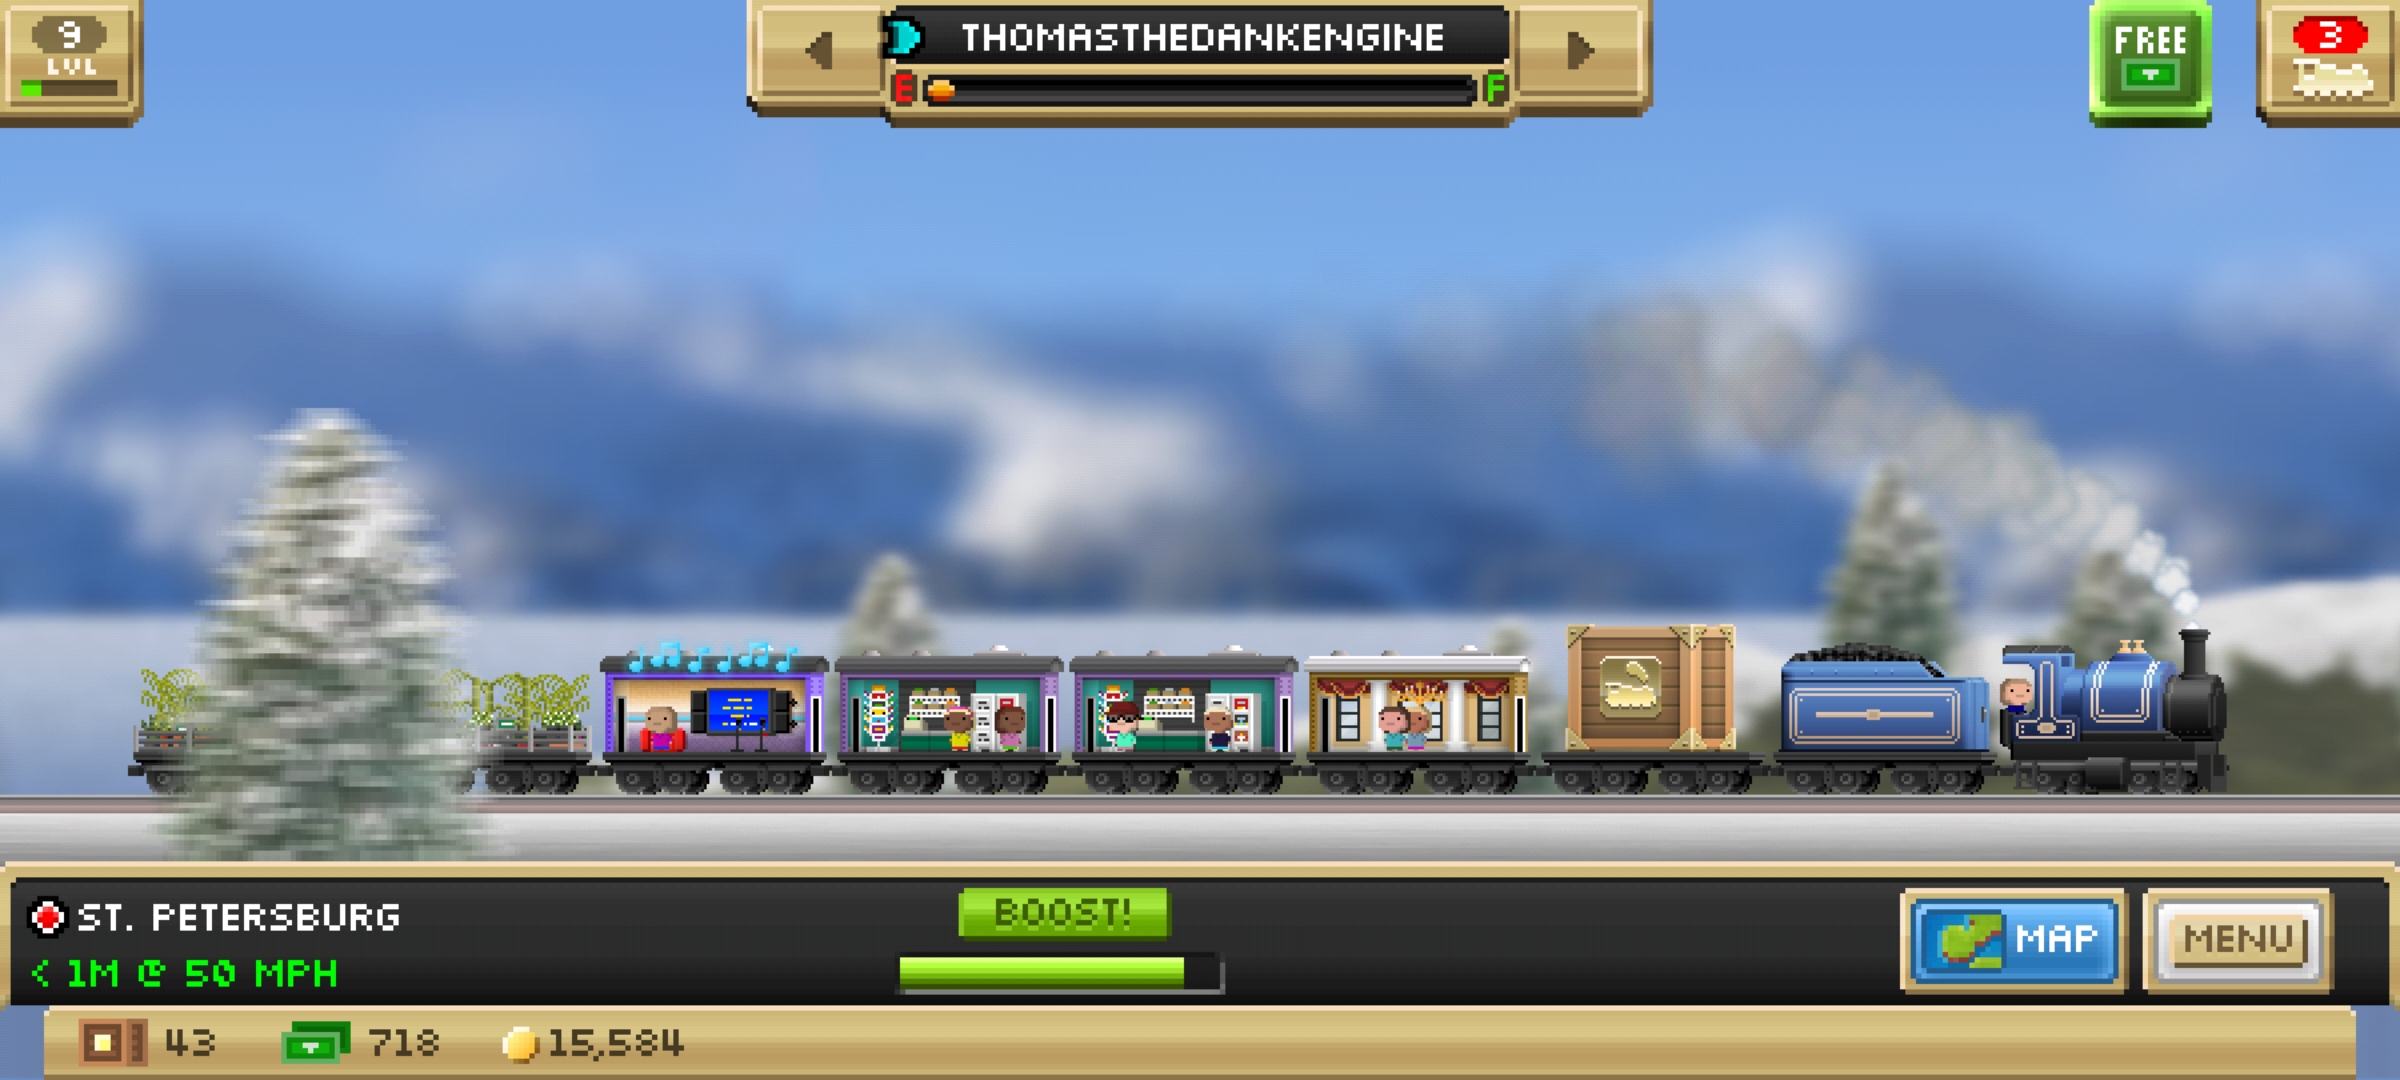 9
LVL
THOMASTHEDANKENGINE
E F
FREE
3
ST. PETERSBURG
< 1M @ 50 MPH
BOOST!
MAP
MENU
43 718 15,584